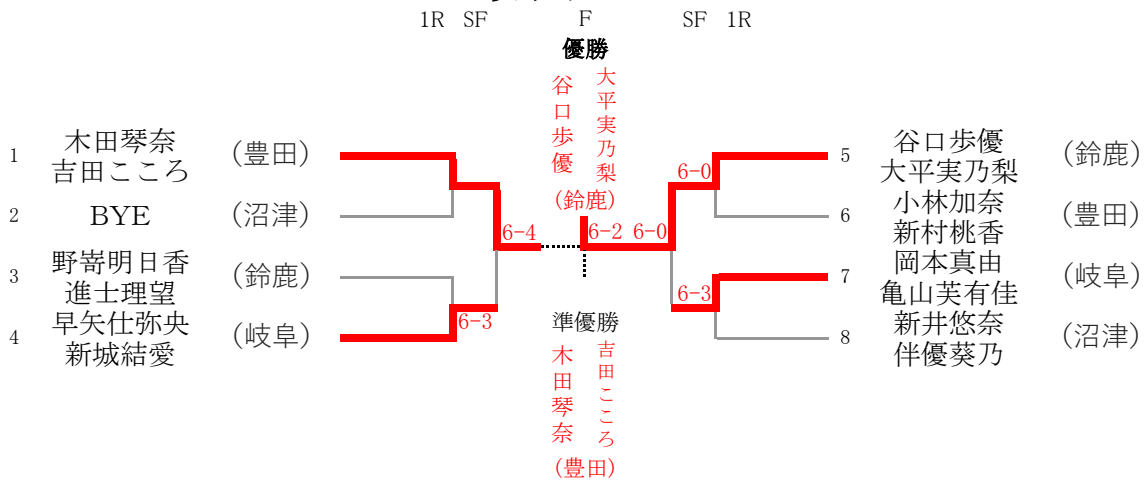 1R SF F SF 1R
優勝
谷口歩優
大平実乃梨
(鈴鹿)
1 木田琴奈 吉田こころ (豊田)
2 BYE (沼津)
3 野嵜明日香 進士理望 (鈴鹿)
4 早矢仕弥央 新城結愛 (岐阜)
6-4
6-3
6-2 6-0
6-0
6-3
谷口歩優 大平実乃梨 5 (鈴鹿)
小林加奈 新村桃香 6 (豊田)
岡本真由 亀山芙有佳 7 (岐阜)
新井悠奈 伴優葵乃 8 (沼津)
準優勝
木田琴奈
吉田こころ
(豊田)